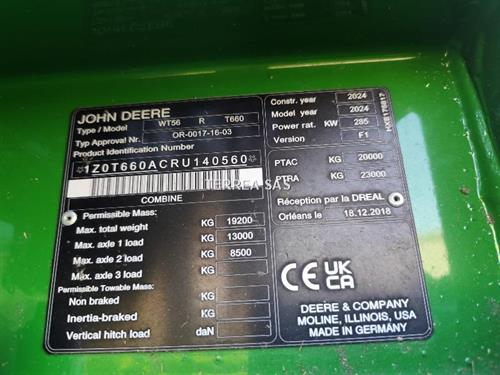 JOHN DEERE
Type / Model WT56 R T660
Typ Approval Nr. OR-0017-16-03
Product Identification Number
*1Z0T660ACRU140560*
COMBINE
Permissible Mass:
Max. total weight KG 19200
Max. axle 1 load KG 13000
Max. axle 2 load KG 8500
Max. axle 3 load KG
Permissible Towable Mass:
Non braked KG
Inertia-braked KG
Vertical hitch load daN
Constr. year 2024
Model year 2024
Power rat. KW 285
Version F1
PTAC KG 20000
PTRA KG 23000
Réception par la DREAL
Orléans le 18.12.2018
CE UK
CA
DEERE & COMPANY
MOLINE, ILLINOIS, USA
MADE IN GERMANY
TERREA SAS